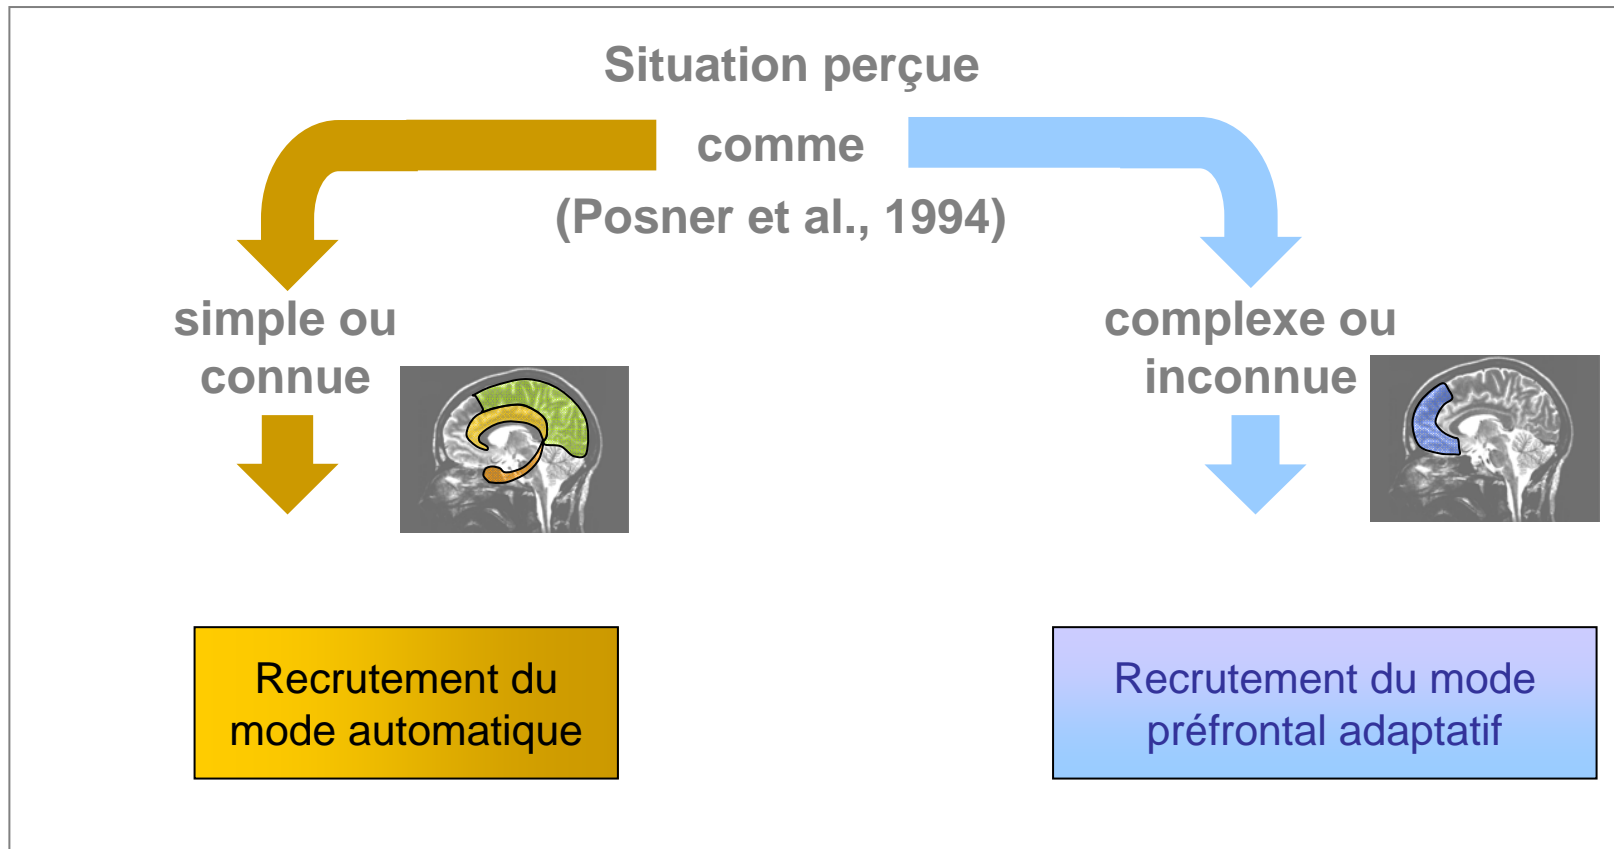 Situation perçue
comme
(Posner et al., 1994)
simple ou
connue
complexe ou
inconnue
Recrutement du
mode automatique
Recrutement du mode
préfrontal adaptatif